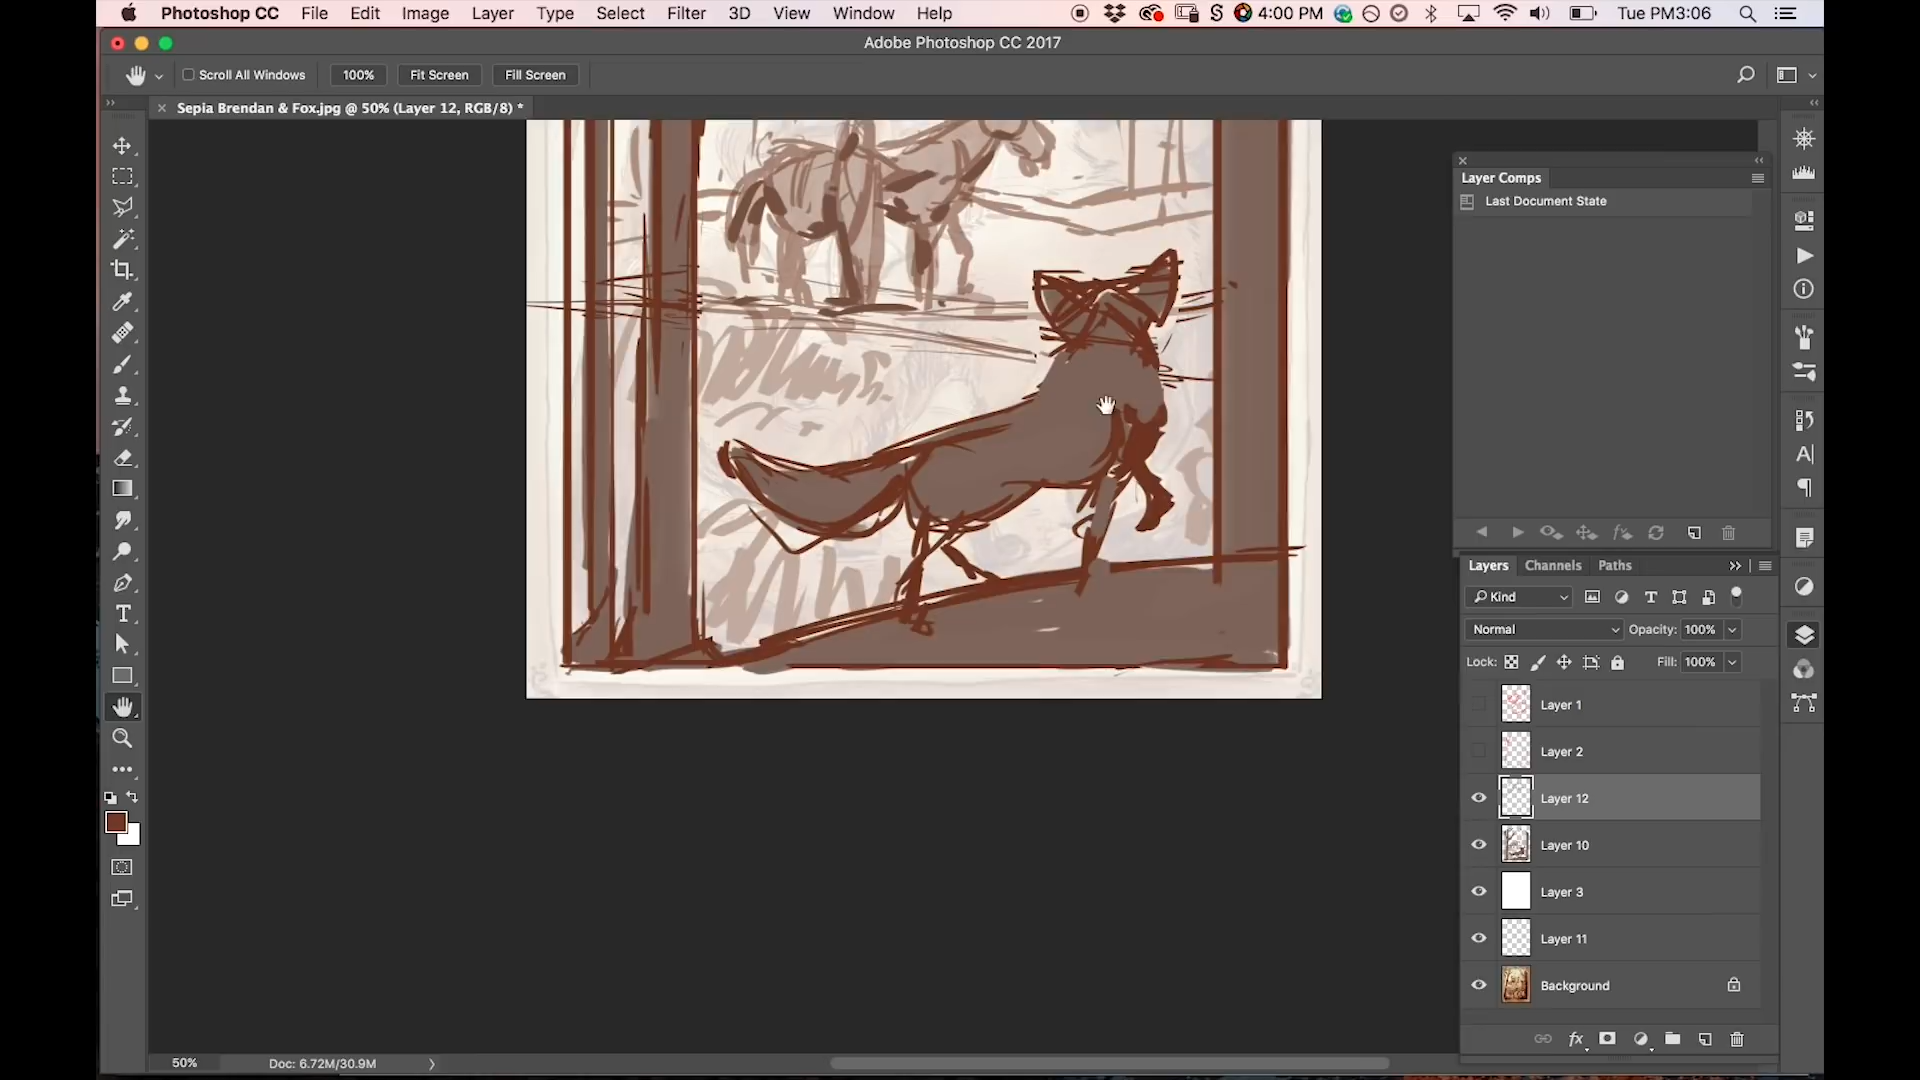 Photoshop CC File Edit Image Layer Type Select Filter 3D View Window Help 4:00 PM Tue PM3:06
Adobe Photoshop CC 2017
Scroll All Windows 100% Fit Screen Fill Screen
Sepia Brendan & Fox.jpg @ 50% (Layer 12, RGB/8) *
Layer Comps
Last Document State
Layers Channels Paths
Kind
Normal Opacity: 100%
Lock: Fill: 100%
Layer 1
Layer 2
Layer 12
Layer 10
Layer 3
Layer 11
Background
50% Doc: 6.72M/30.9M